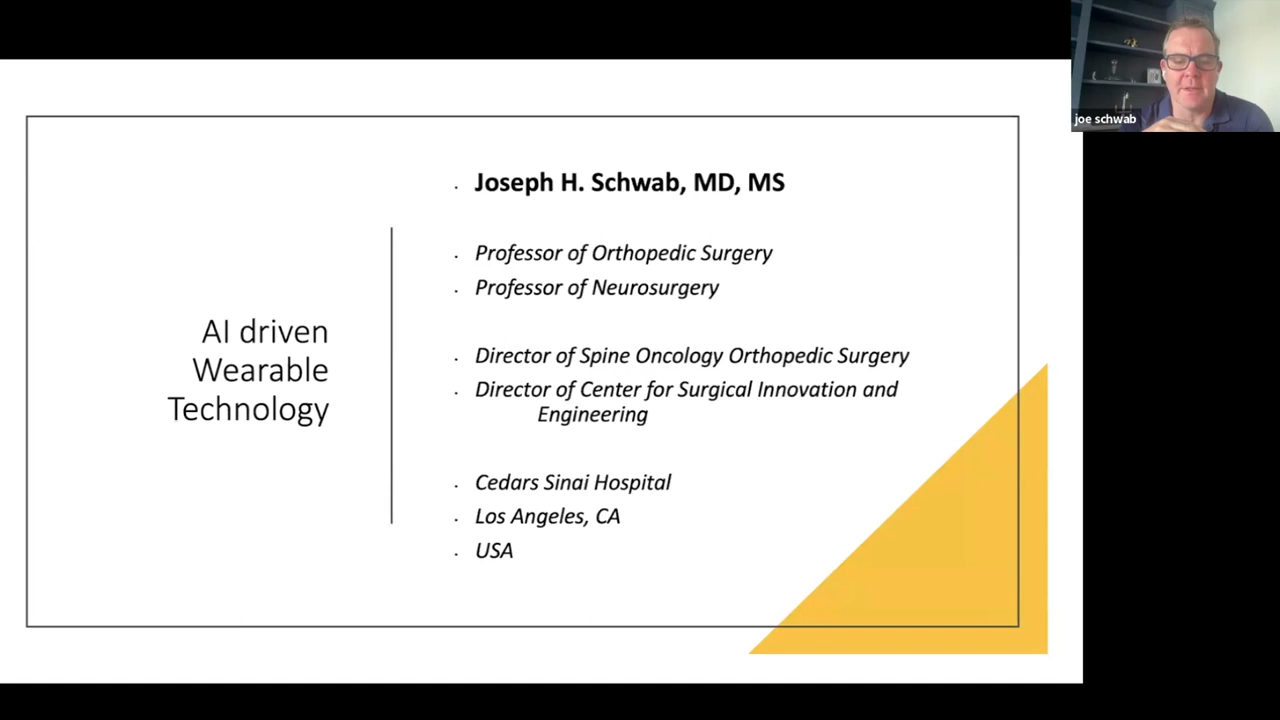 joe schwab
AI driven
Wearable
Technology
Joseph H. Schwab, MD, MS
Professor of Orthopedic Surgery
Professor of Neurosurgery
Director of Spine Oncology Orthopedic Surgery
Director of Center for Surgical Innovation and
Engineering
Cedars Sinai Hospital
Los Angeles, CA
USA